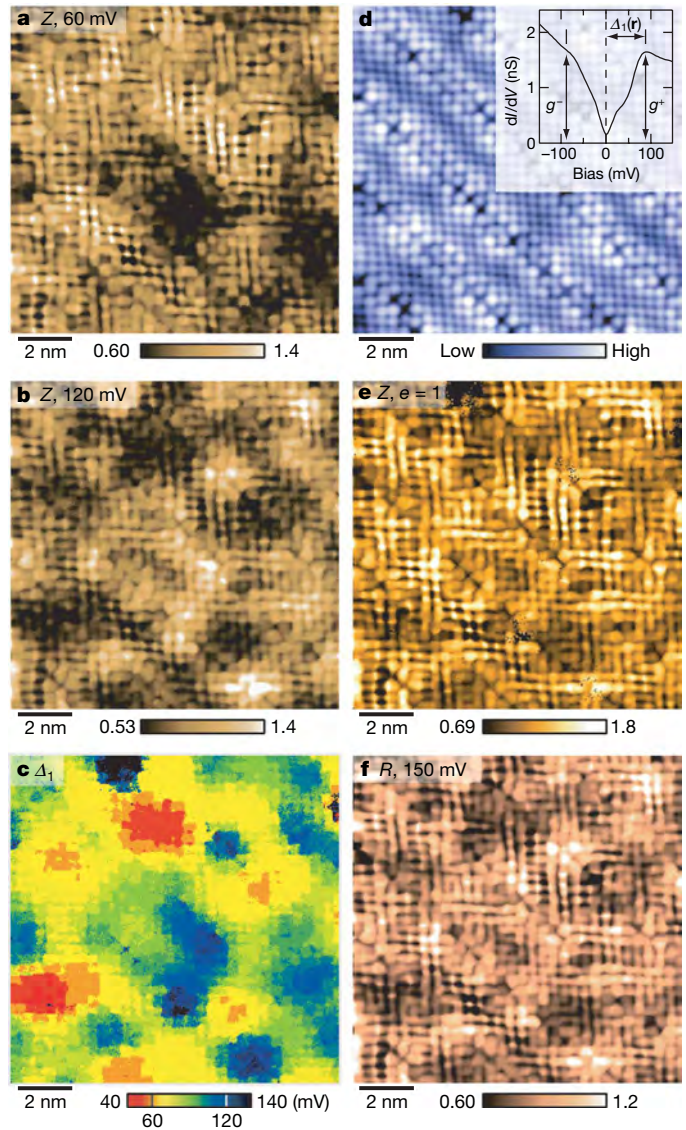 a Z, 60 mV
2 nm 0.60 1.4
b Z, 120 mV
2 nm 0.53 1.4
c Δ₁
2 nm 40 60 120 140 (mV)
d
Δ₁(r)
dI/dV (nS)
2
1
0
g⁻
g⁺
−100 0 100
Bias (mV)
2 nm Low High
e Z, e = 1
2 nm 0.69 1.8
f R, 150 mV
2 nm 0.60 1.2